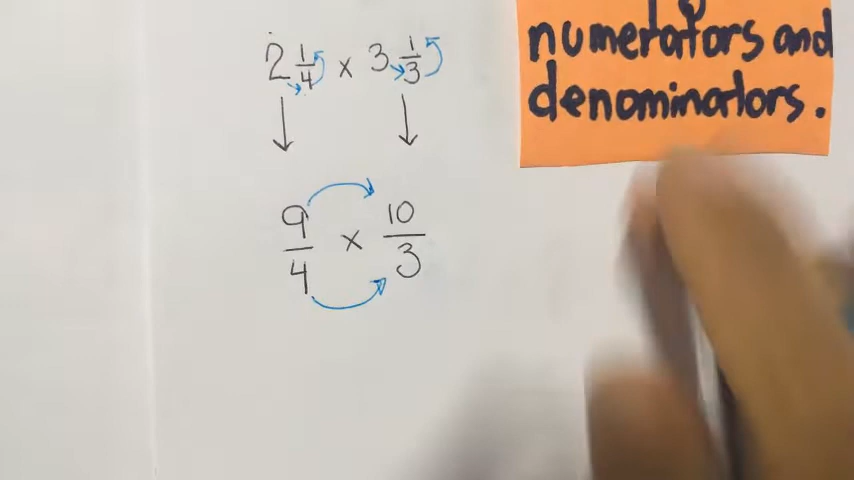 2 1/4 x 3 1/3
9/4 x 10/3
numerators and
denominators.